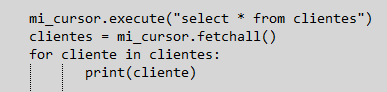 mi_cursor.execute("select * from clientes")
clientes = mi_cursor.fetchall()
for cliente in clientes:
        print(cliente)